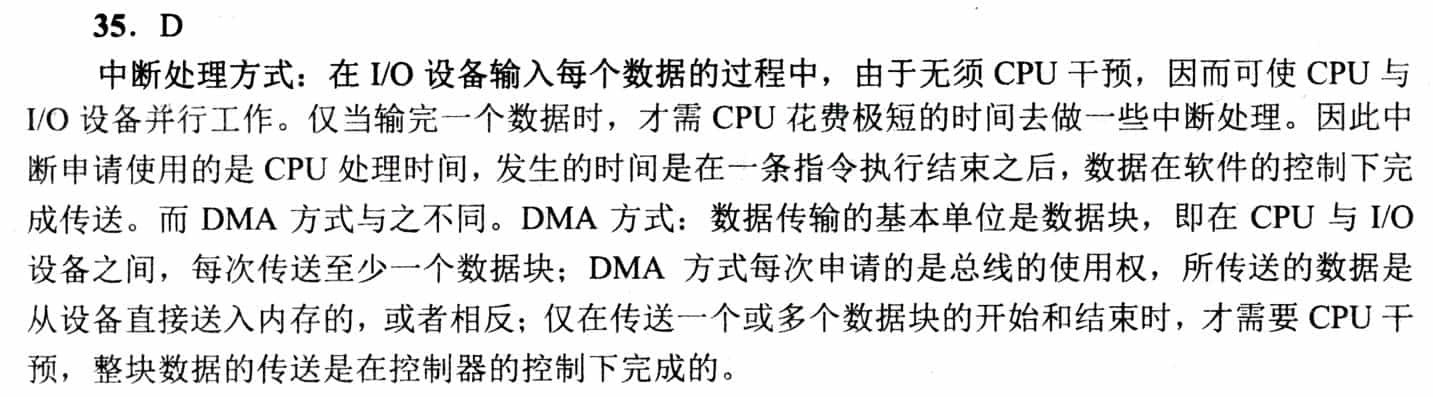 35．D
中断处理方式：在 I/O 设备输入每个数据的过程中，由于无须 CPU 干预，因而可使 CPU 与
I/O 设备并行工作。仅当输完一个数据时，才需 CPU 花费极短的时间去做一些中断处理。因此中
断申请使用的是 CPU 处理时间，发生的时间是在一条指令执行结束之后，数据在软件的控制下完
成传送。而 DMA 方式与之不同。DMA 方式：数据传输的基本单位是数据块，即在 CPU 与 I/O
设备之间，每次传送至少一个数据块；DMA 方式每次申请的是总线的使用权，所传送的数据是
从设备直接送入内存的，或者相反；仅在传送一个或多个数据块的开始和结束时，才需要 CPU 干
预，整块数据的传送是在控制器的控制下完成的。